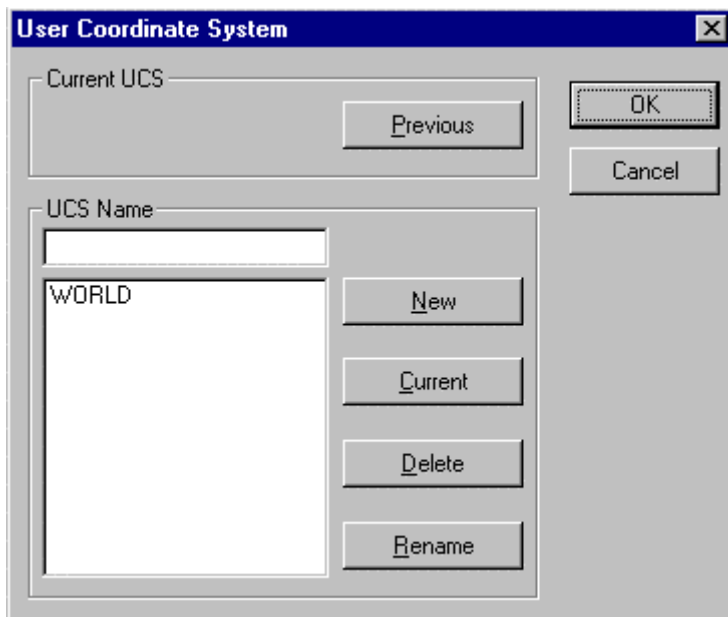 User Coordinate System
Current UCS
Previous
OK
Cancel
UCS Name
WORLD
New
Current
Delete
Rename